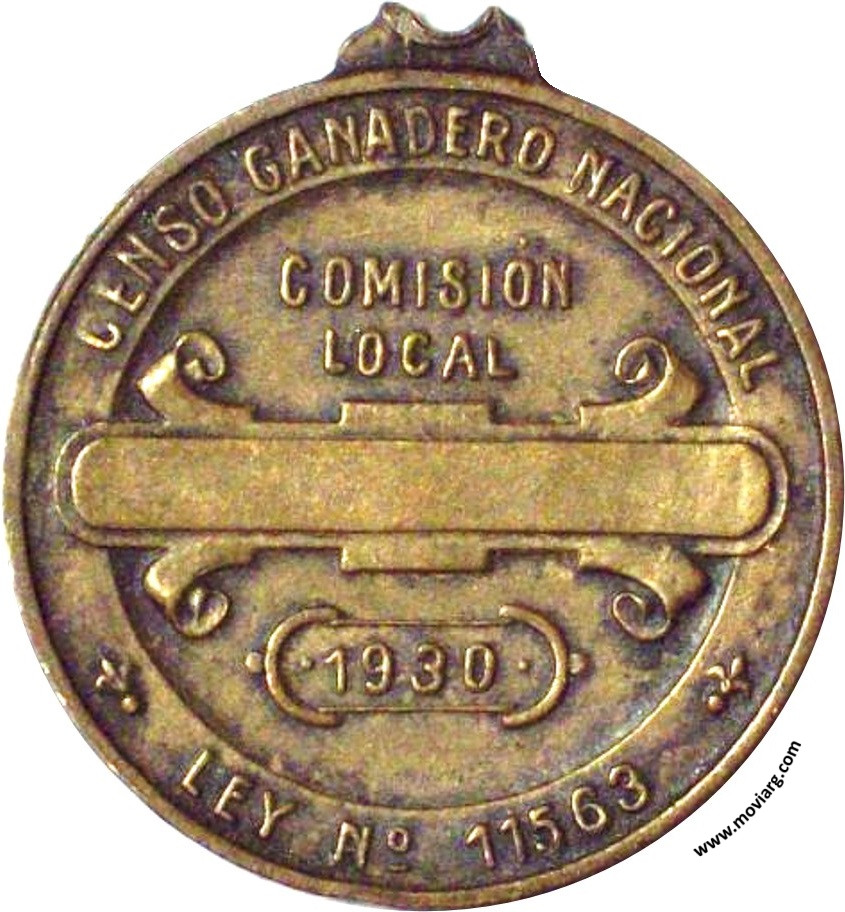 CENSO GANADERO NACIONAL
COMISIÓN
LOCAL
1930
LEY Nº 11563
www.moviarg.com